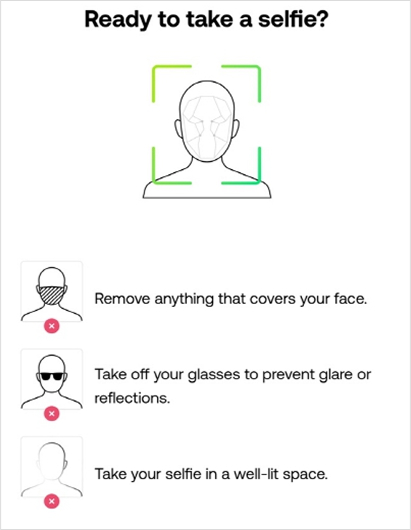 Ready to take a selfie?
Remove anything that covers your face.
Take off your glasses to prevent glare or
reflections.
Take your selfie in a well-lit space.